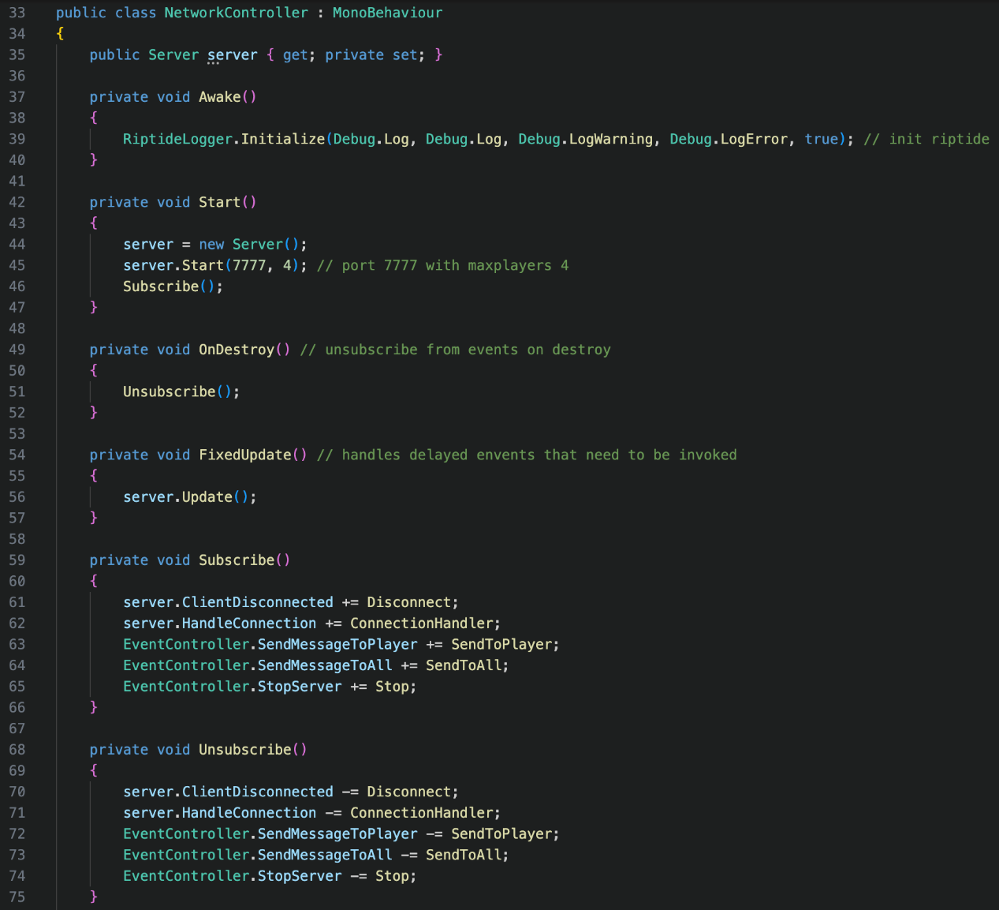 33 public class NetworkController : MonoBehaviour
34 {
35 public Server server { get; private set; }
36
37 private void Awake()
38 {
39 RiptideLogger.Initialize(Debug.Log, Debug.Log, Debug.LogWarning, Debug.LogError, true); // init riptide
40 }
41
42 private void Start()
43 {
44 server = new Server();
45 server.Start(7777, 4); // port 7777 with maxplayers 4
46 Subscribe();
47 }
48
49 private void OnDestroy() // unsubscribe from events on destroy
50 {
51 Unsubscribe();
52 }
53
54 private void FixedUpdate() // handles delayed envents that need to be invoked
55 {
56 server.Update();
57 }
58
59 private void Subscribe()
60 {
61 server.ClientDisconnected += Disconnect;
62 server.HandleConnection += ConnectionHandler;
63 EventController.SendMessageToPlayer += SendToPlayer;
64 EventController.SendMessageToAll += SendToAll;
65 EventController.StopServer += Stop;
66 }
67
68 private void Unsubscribe()
69 {
70 server.ClientDisconnected -= Disconnect;
71 server.HandleConnection -= ConnectionHandler;
72 EventController.SendMessageToPlayer -= SendToPlayer;
73 EventController.SendMessageToAll -= SendToAll;
74 EventController.StopServer -= Stop;
75 }